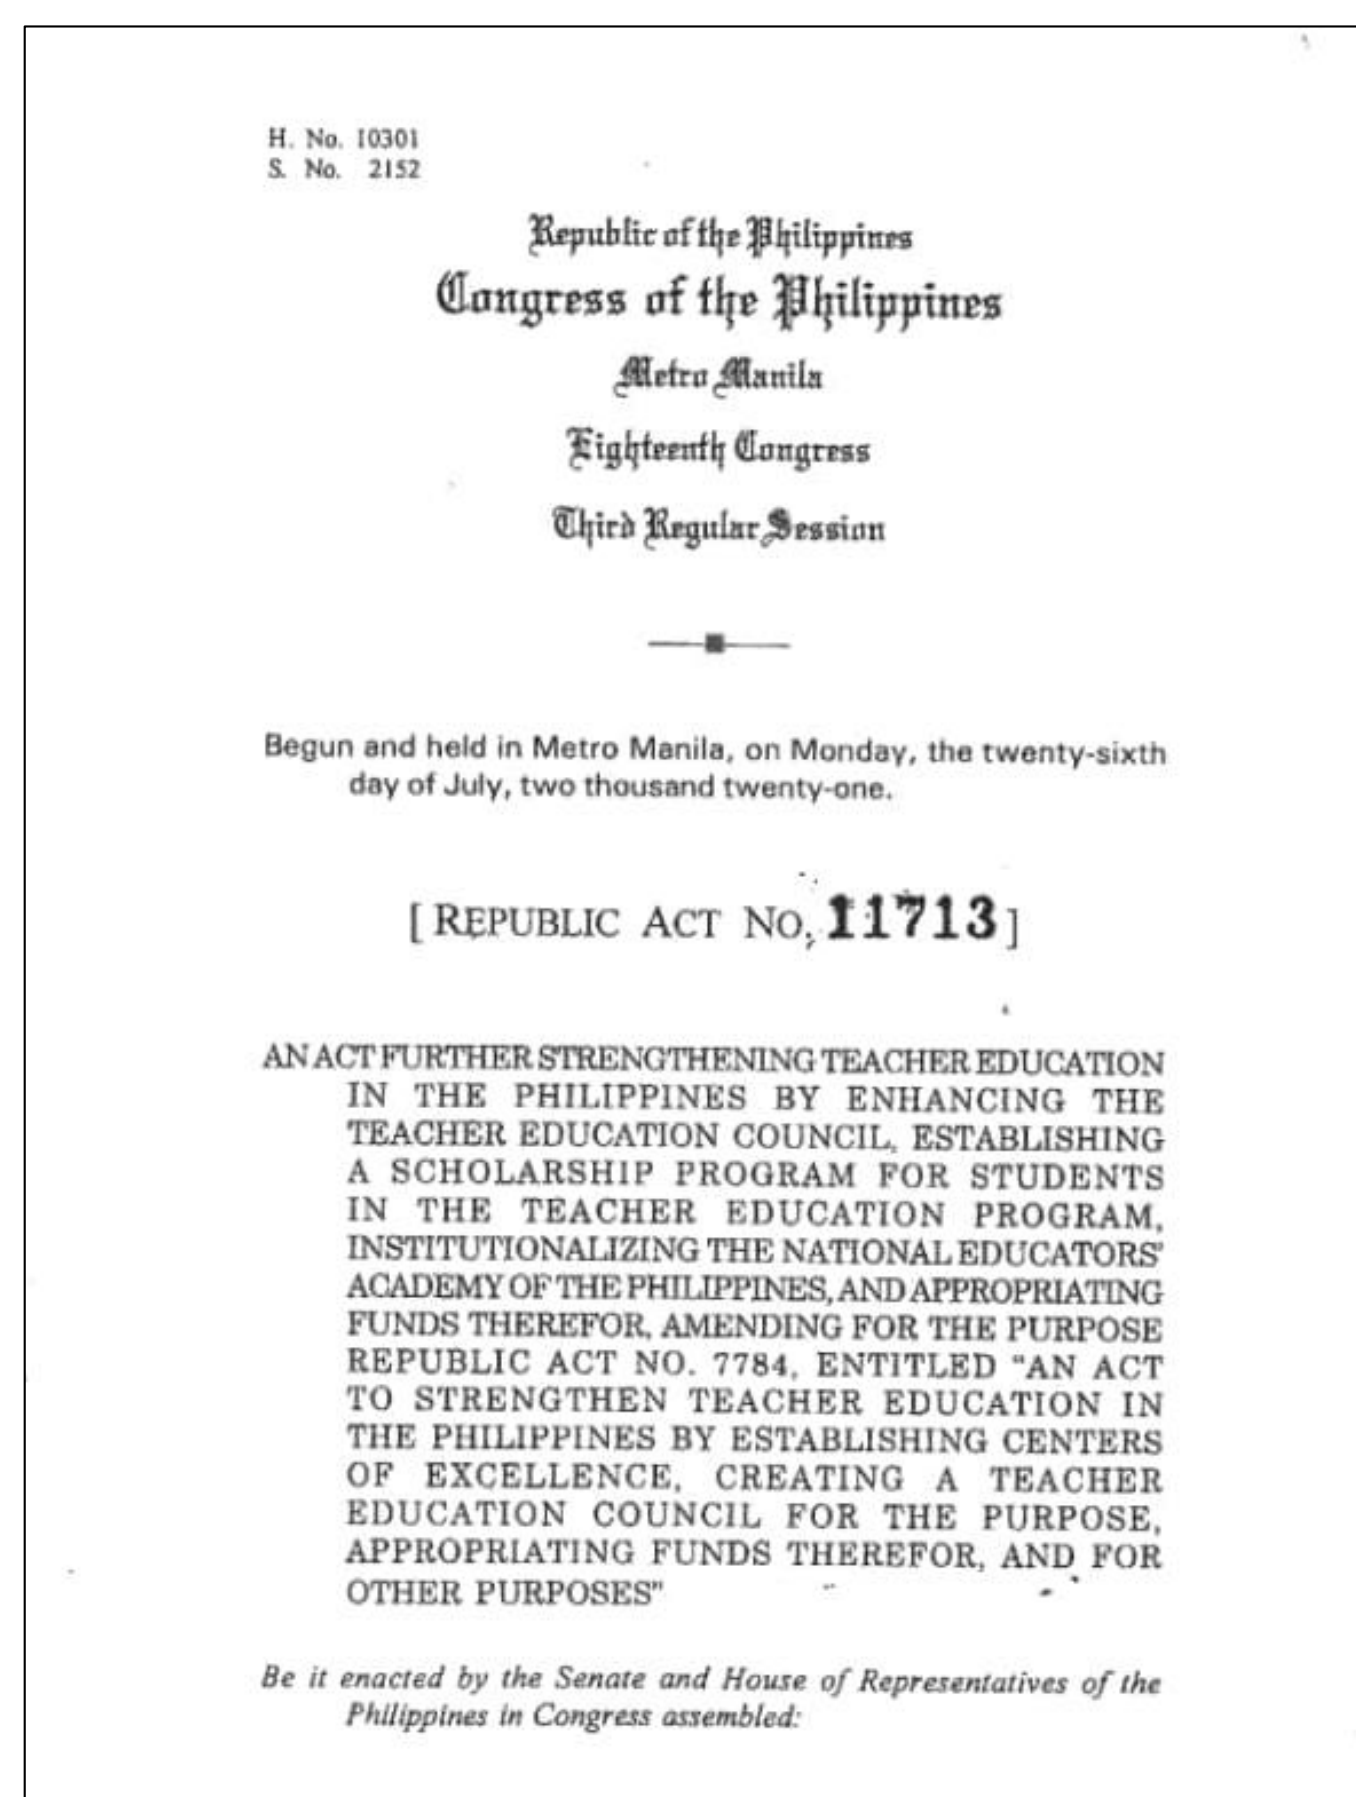 H. No. 10301
S. No. 2152
Republic of the Philippines
Congress of the Philippines
Metro Manila
Eighteenth Congress
Third Regular Session
Begun and held in Metro Manila, on Monday, the twenty-sixth
day of July, two thousand twenty-one.
[ REPUBLIC ACT NO. 11713 ]
AN ACT FURTHER STRENGTHENING TEACHER EDUCATION
IN THE PHILIPPINES BY ENHANCING THE
TEACHER EDUCATION COUNCIL, ESTABLISHING
A SCHOLARSHIP PROGRAM FOR STUDENTS
IN THE TEACHER EDUCATION PROGRAM,
INSTITUTIONALIZING THE NATIONAL EDUCATORS'
ACADEMY OF THE PHILIPPINES, AND APPROPRIATING
FUNDS THEREFOR, AMENDING FOR THE PURPOSE
REPUBLIC ACT NO. 7784, ENTITLED "AN ACT
TO STRENGTHEN TEACHER EDUCATION IN
THE PHILIPPINES BY ESTABLISHING CENTERS
OF EXCELLENCE, CREATING A TEACHER
EDUCATION COUNCIL FOR THE PURPOSE,
APPROPRIATING FUNDS THEREFOR, AND FOR
OTHER PURPOSES"
Be it enacted by the Senate and House of Representatives of the
Philippines in Congress assembled: